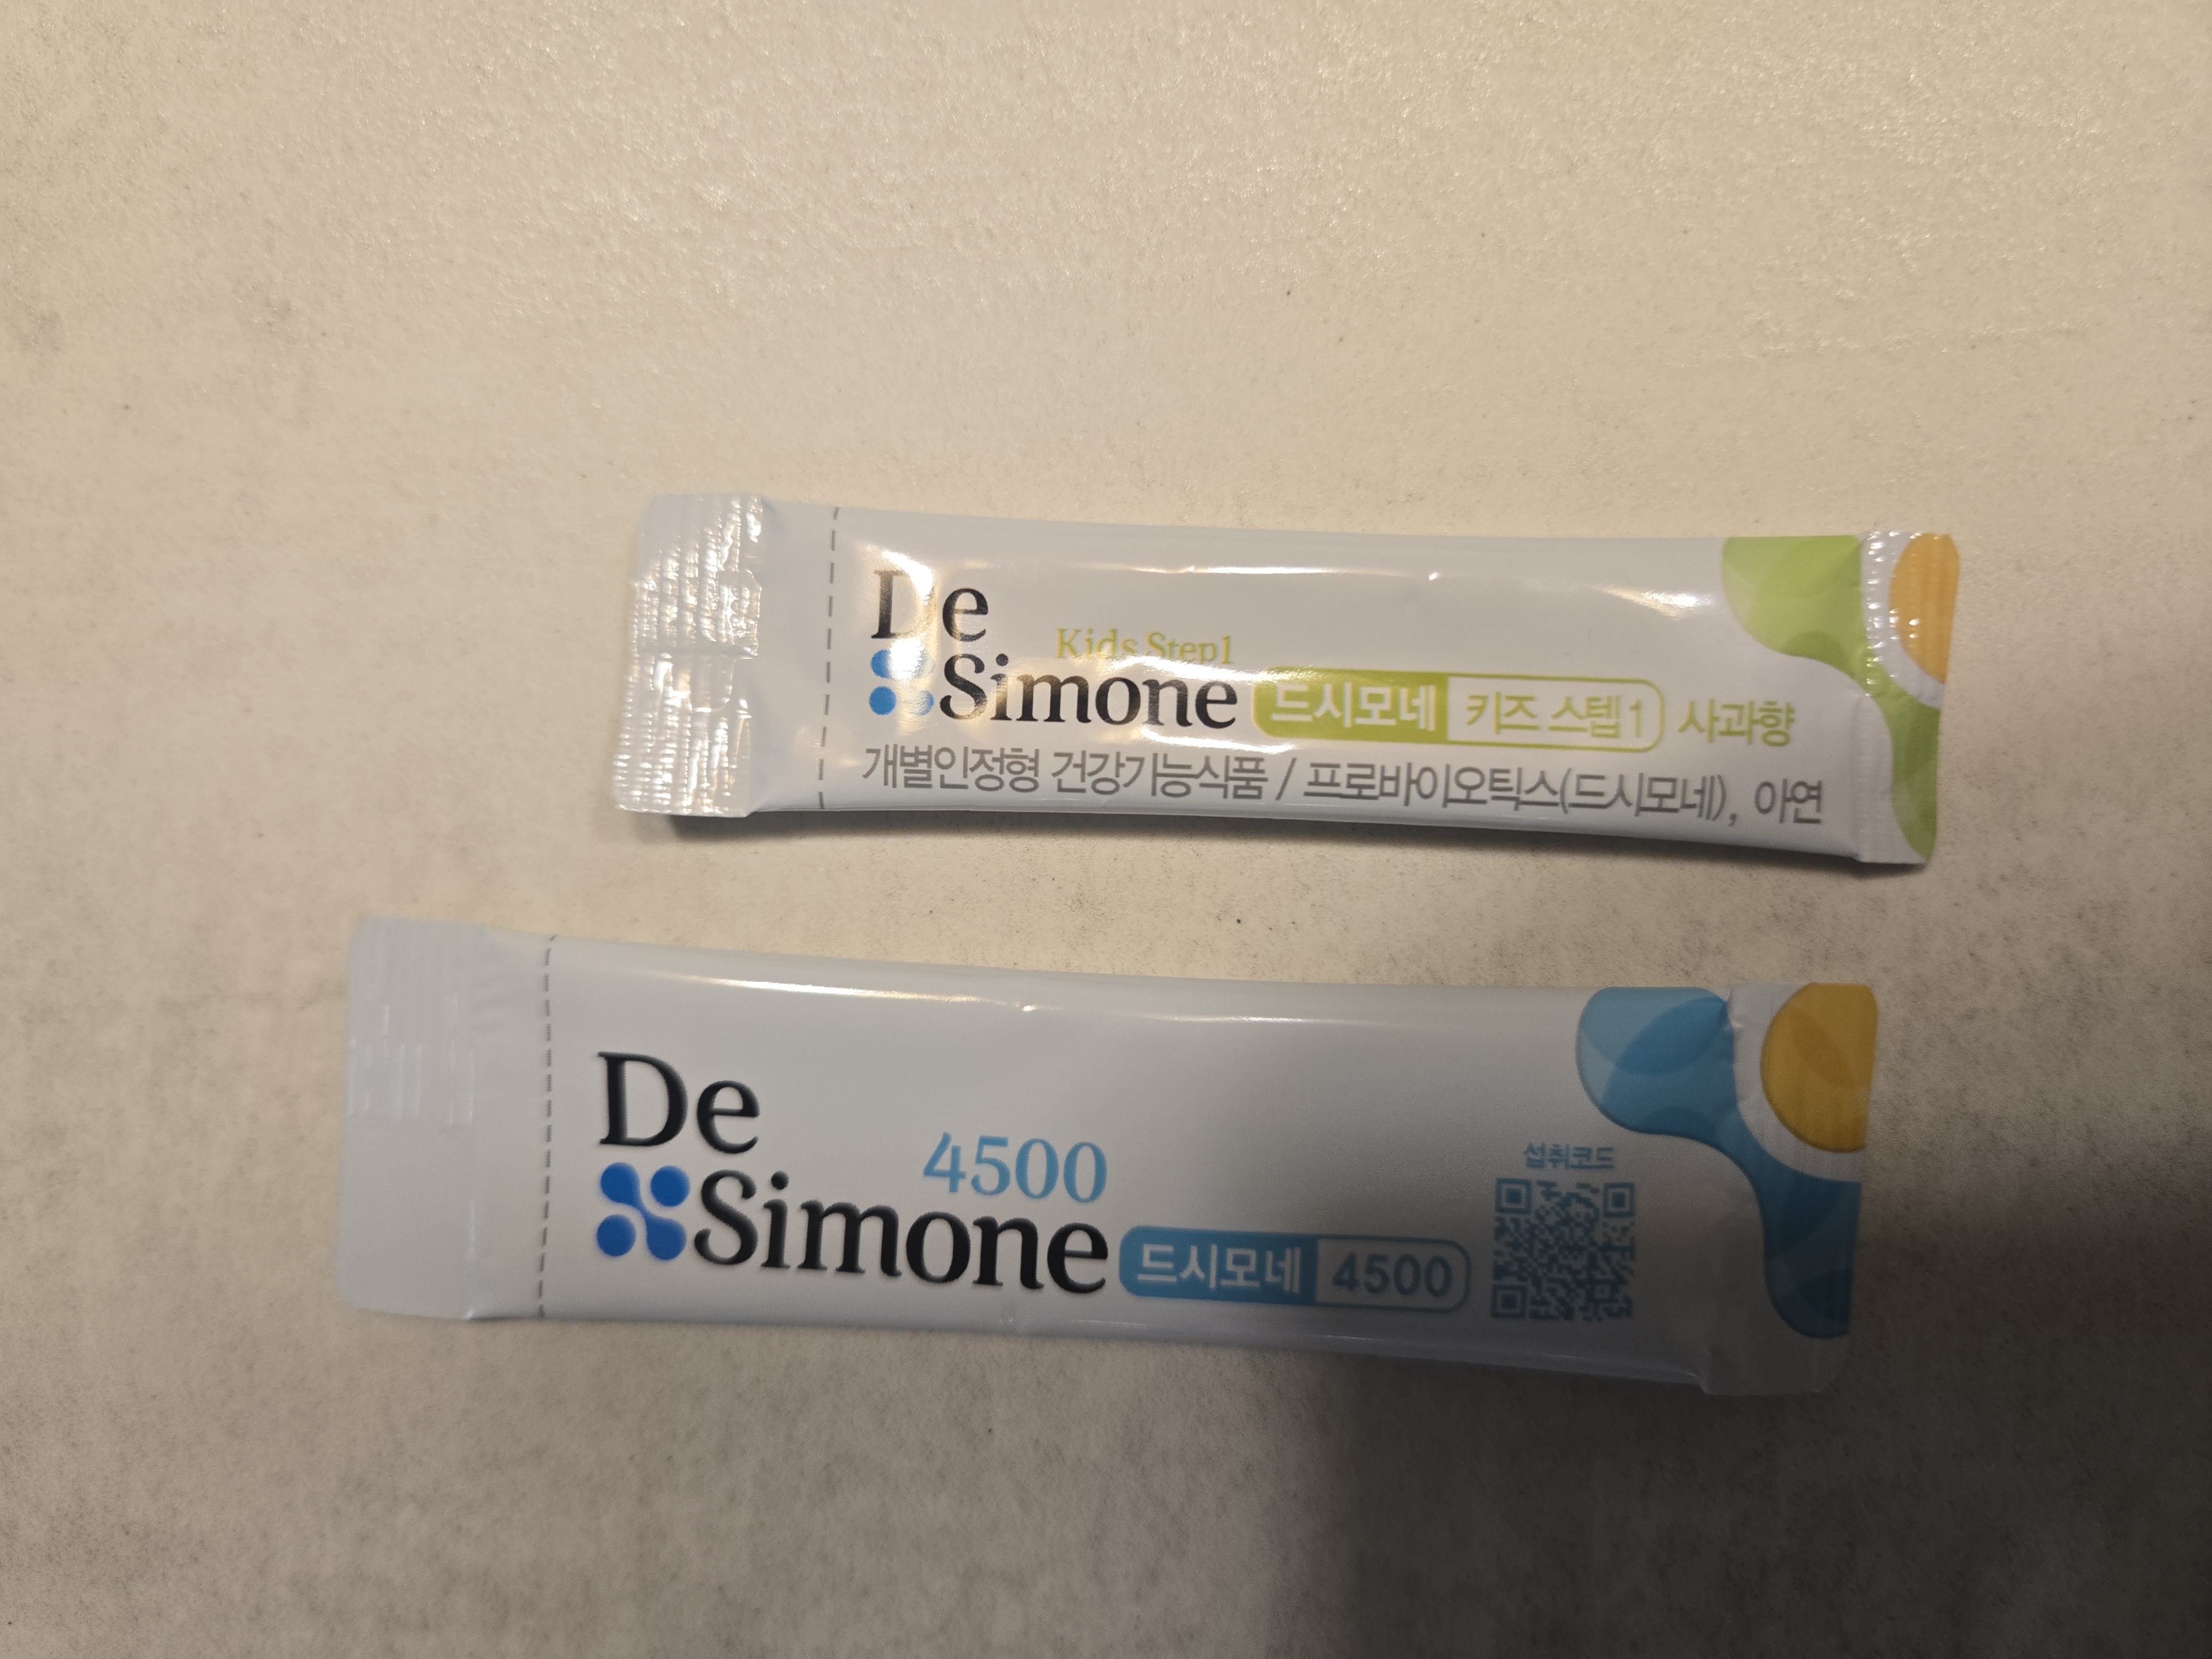 De
Kids Step1
Simone 드시모네 키즈 스텝1 사과향
개별인정형 건강기능식품 / 프로바이오틱스(드시모네), 아연
De
4500
섭취코드
Simone 드시모네 4500